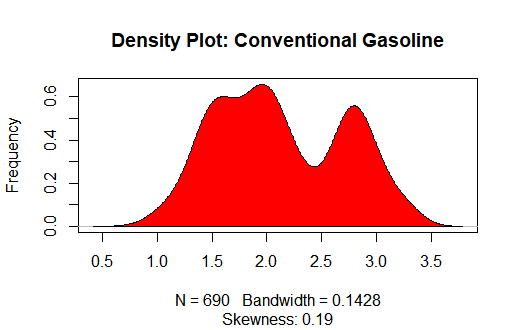 Density Plot: Conventional Gasoline
Frequency
0.6
0.4
0.2
0.0
0.5 1.0 1.5 2.0 2.5 3.0 3.5
N = 690 Bandwidth = 0.1428
Skewness: 0.19